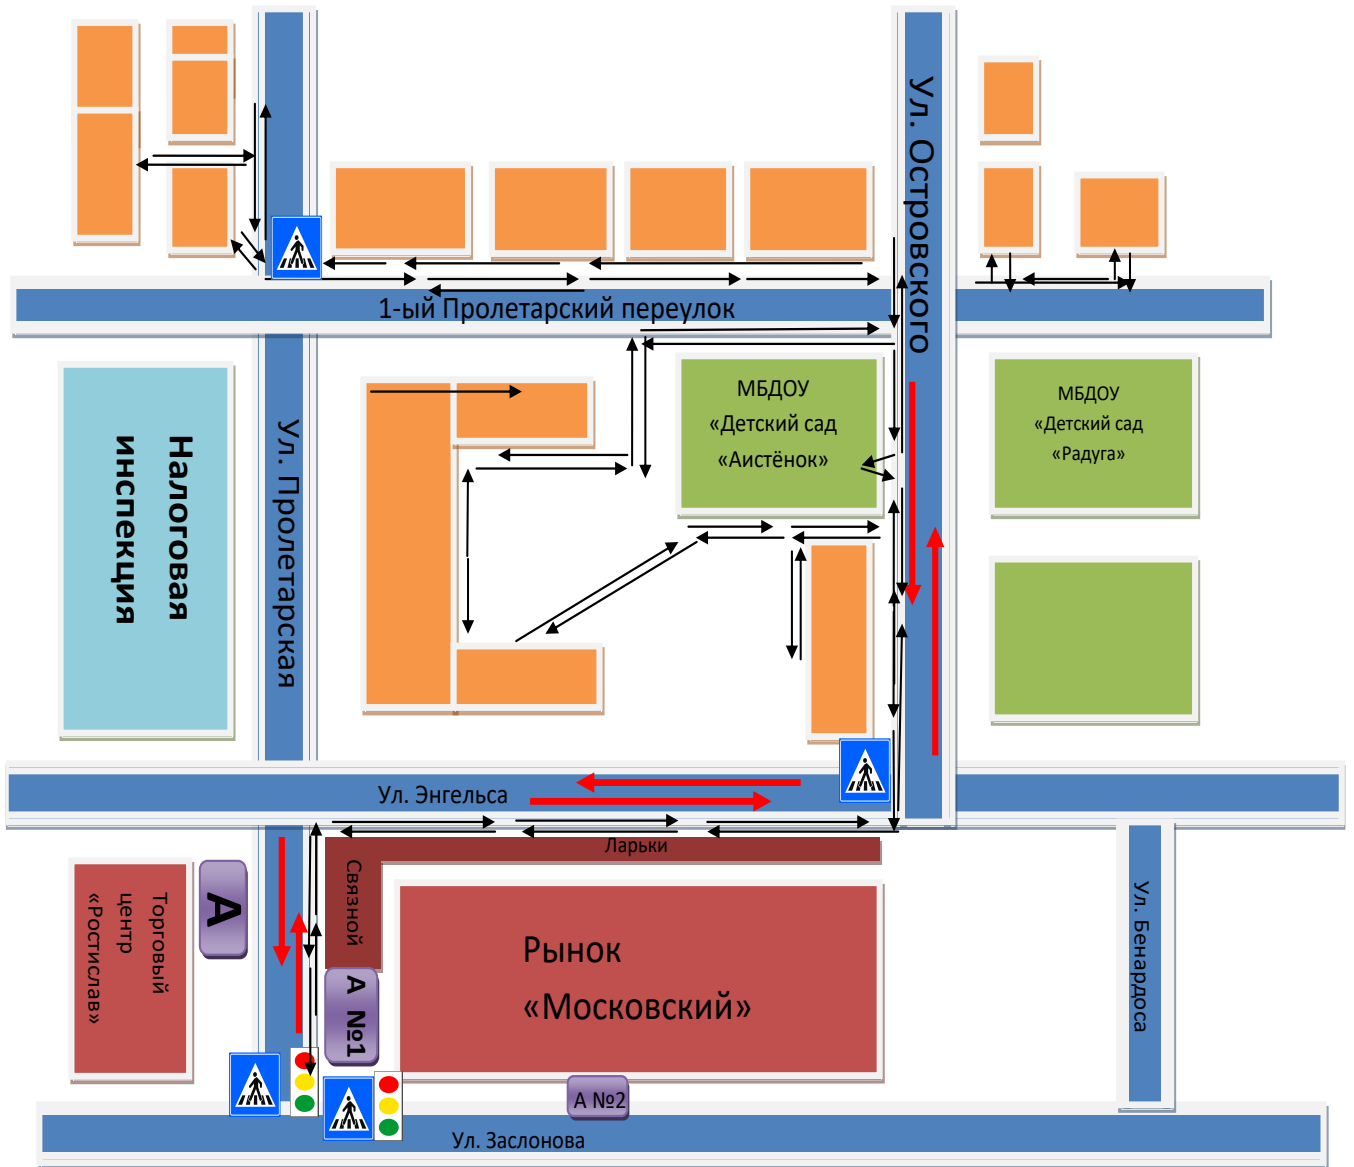 Ул. Островского
1-ый Пролетарский переулок
МБДОУ
«Детский сад
«Аистёнок»
МБДОУ
«Детский сад
«Радуга»
Налоговая
инспекция
Ул. Пролетарская
Ул. Энгельса
Ларьки
Связной
Торговый
центр
«Ростислав»
А
А №1
Рынок
«Московский»
Ул. Бенардоса
А №2
Ул. Заслонова